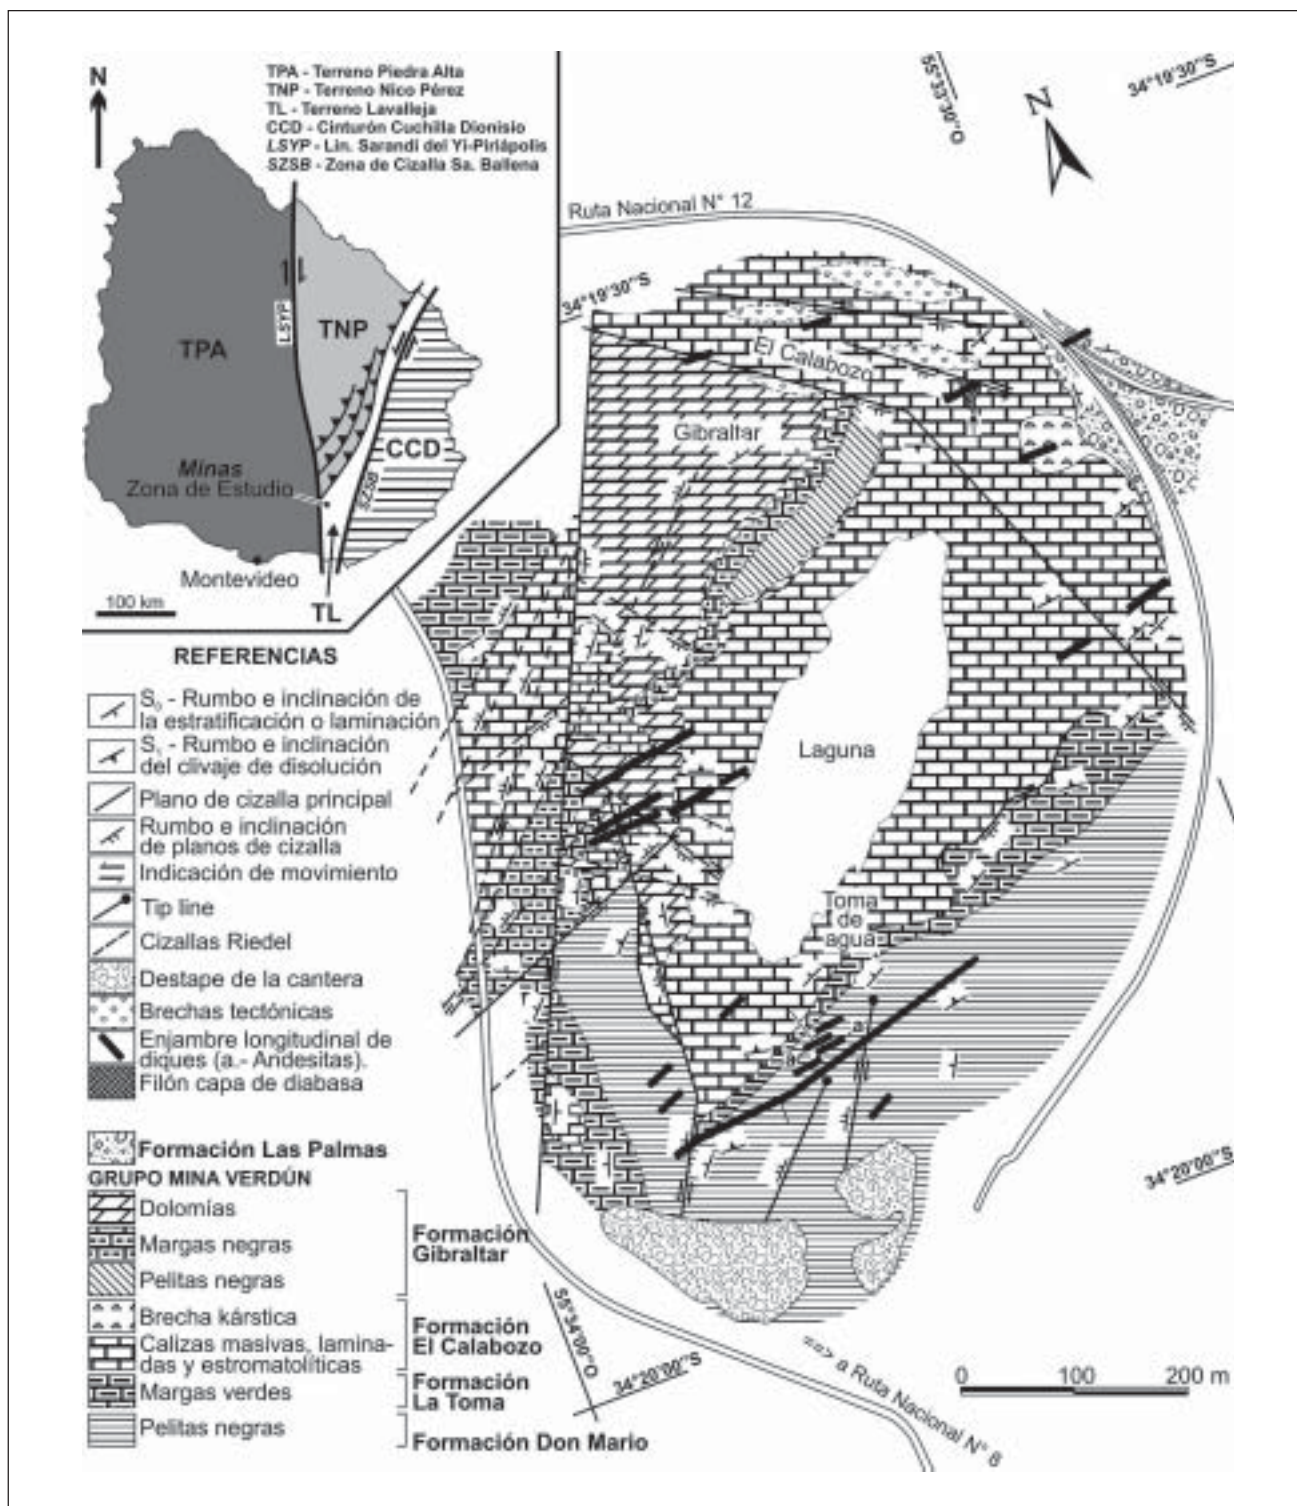 N
TPA - Terreno Piedra Alta
TNP - Terreno Nico Pérez
TL - Terreno Lavalleja
CCD - Cinturón Cuchilla Dionisio
LSYP - Lin. Sarandí del Yi-Piriápolis
SZSB - Zona de Cizalla Sa. Ballena
TPA
LSYP
TNP
CCD
SZSB
Minas
Zona de Estudio
Montevideo
100 km
TL
55°33'30"O
34°19'30"S
N
Ruta Nacional N° 12
34°19'30"S
El Calabozo
Gibraltar
Laguna
Toma
de
agua
a
a
34°20'00"S
55°34'00"O
34°20'00"S
==> a Ruta Nacional N° 8
0 100 200 m
REFERENCIAS
S₀ - Rumbo e inclinación de
la estratificación o laminación
S₁ - Rumbo e inclinación
del clivaje de disolución
Plano de cizalla principal
Rumbo e inclinación
de planos de cizalla
Indicación de movimiento
Tip line
Cizallas Riedel
Destape de la cantera
Brechas tectónicas
Enjambre longitudinal de
diques (a.- Andesitas).
Filón capa de diabasa
Formación Las Palmas
GRUPO MINA VERDÚN
Dolomías
Margas negras
Pelitas negras
Formación
Gibraltar
Brecha kárstica
Calizas masivas, lamina-
das y estromatolíticas
Formación
El Calabozo
Margas verdes
Formación
La Toma
Pelitas negras
Formación Don Mario